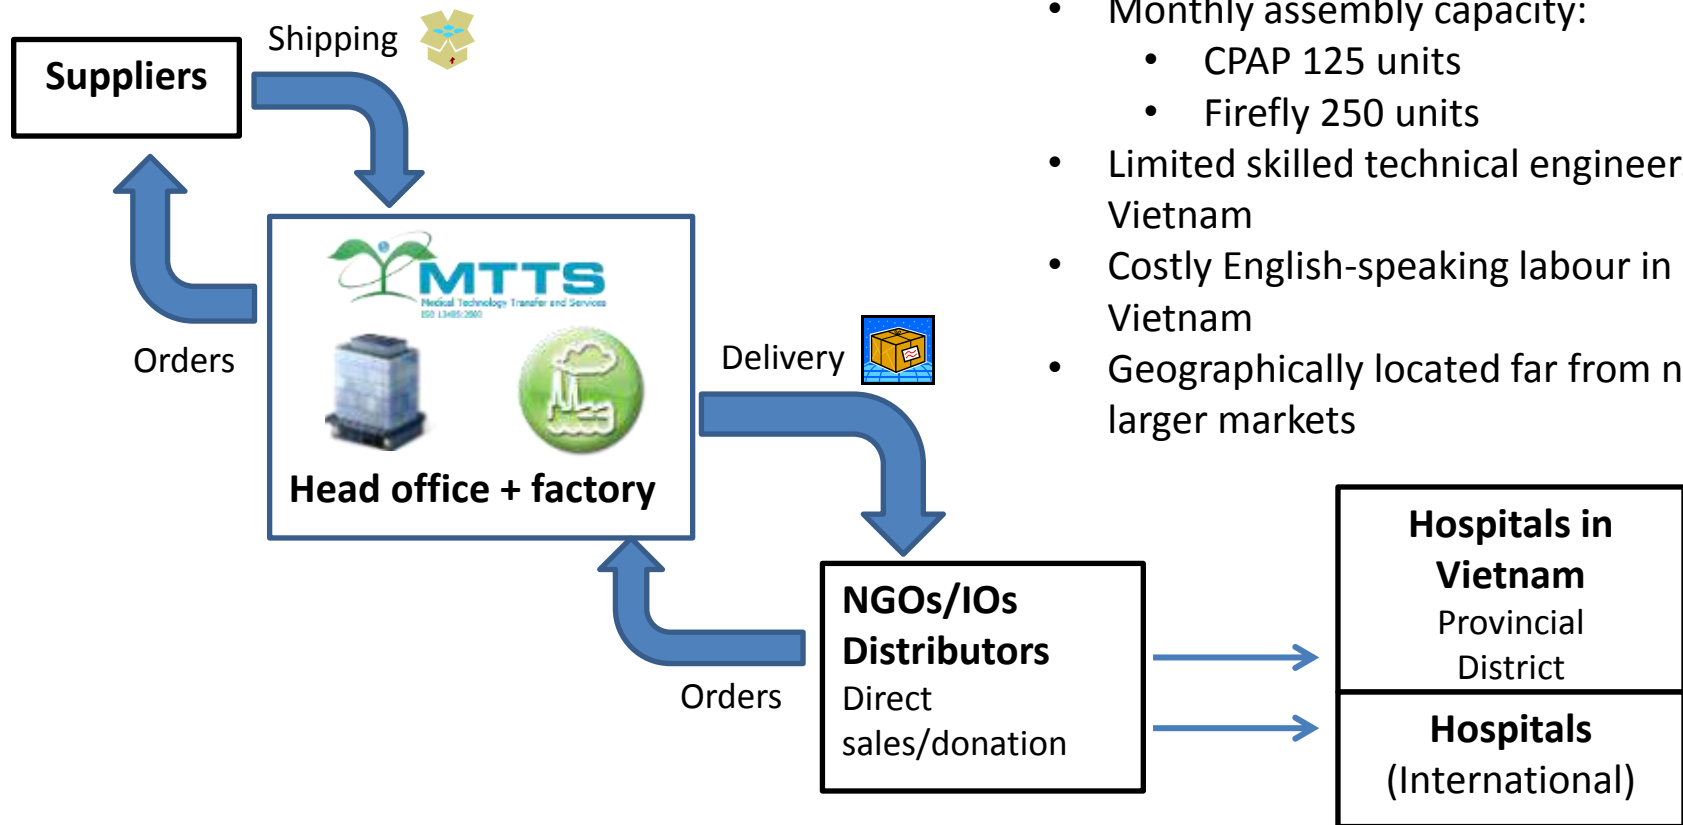 Shipping
Suppliers
Orders
MTTS
Medical Technology Transfer and Services
Head office + factory
Delivery
Orders
NGOs/IOs
Distributors
Direct
sales/donation
• Monthly assembly capacity:
• CPAP 125 units
• Firefly 250 units
• Limited skilled technical
Vietnam
• Costly English-speaking labour in
Vietnam
• Geographically located far from
larger markets
Hospitals in
Vietnam
Provincial
District
Hospitals
(International)